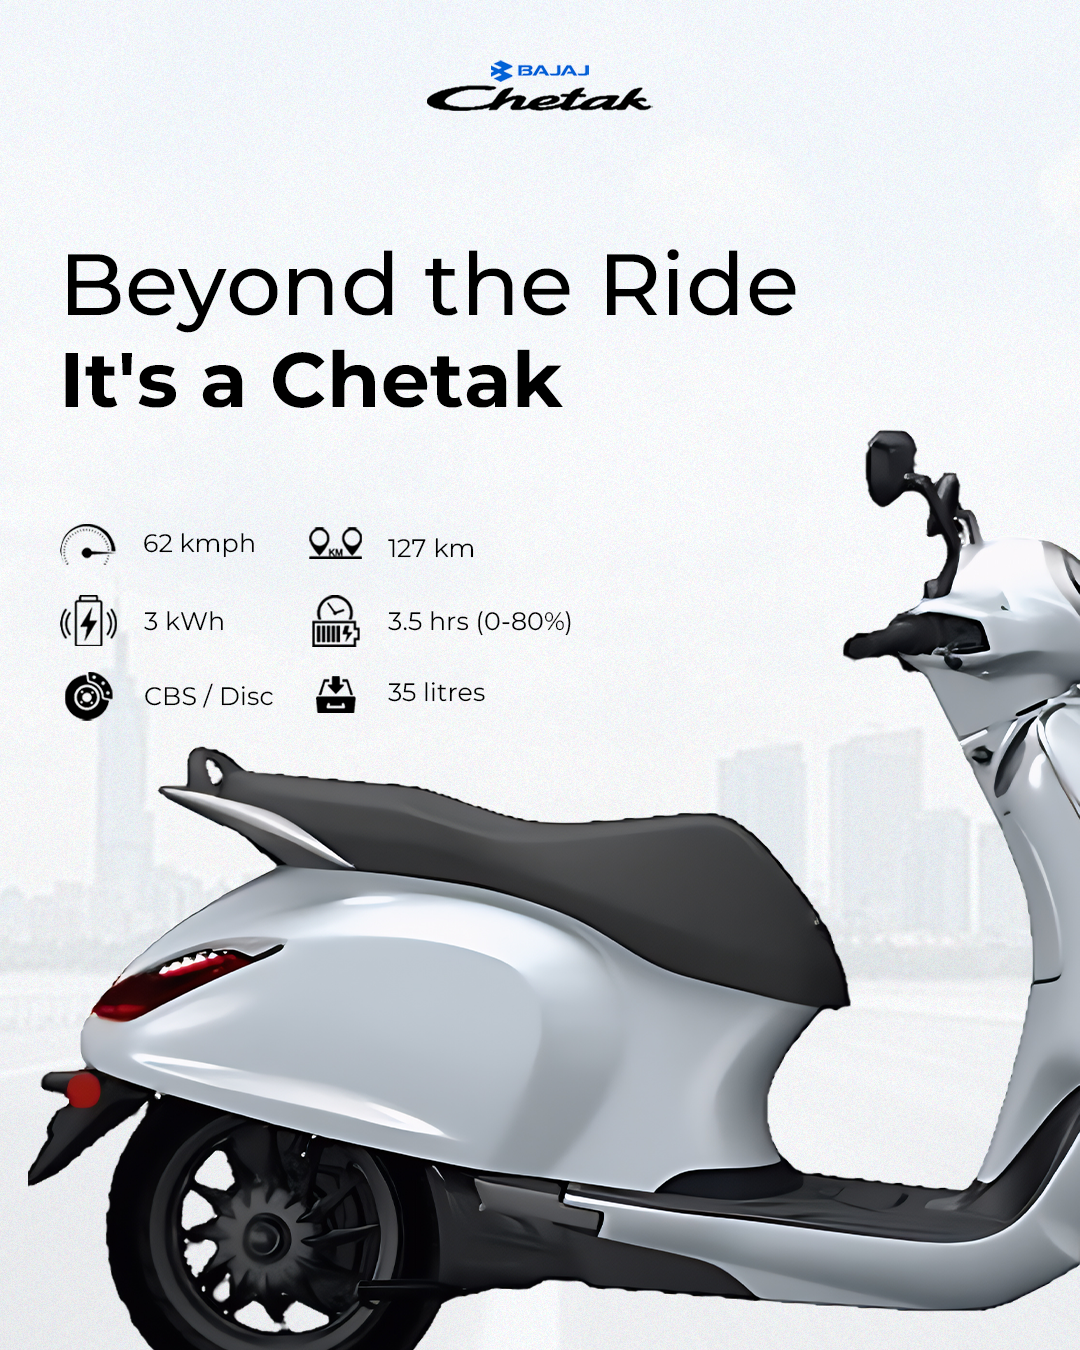 BAJAJ
Chetak
Beyond the Ride
It's a Chetak
62 kmph
KM
127 km
3 kWh
3.5 hrs (0-80%)
CBS / Disc
35 litres